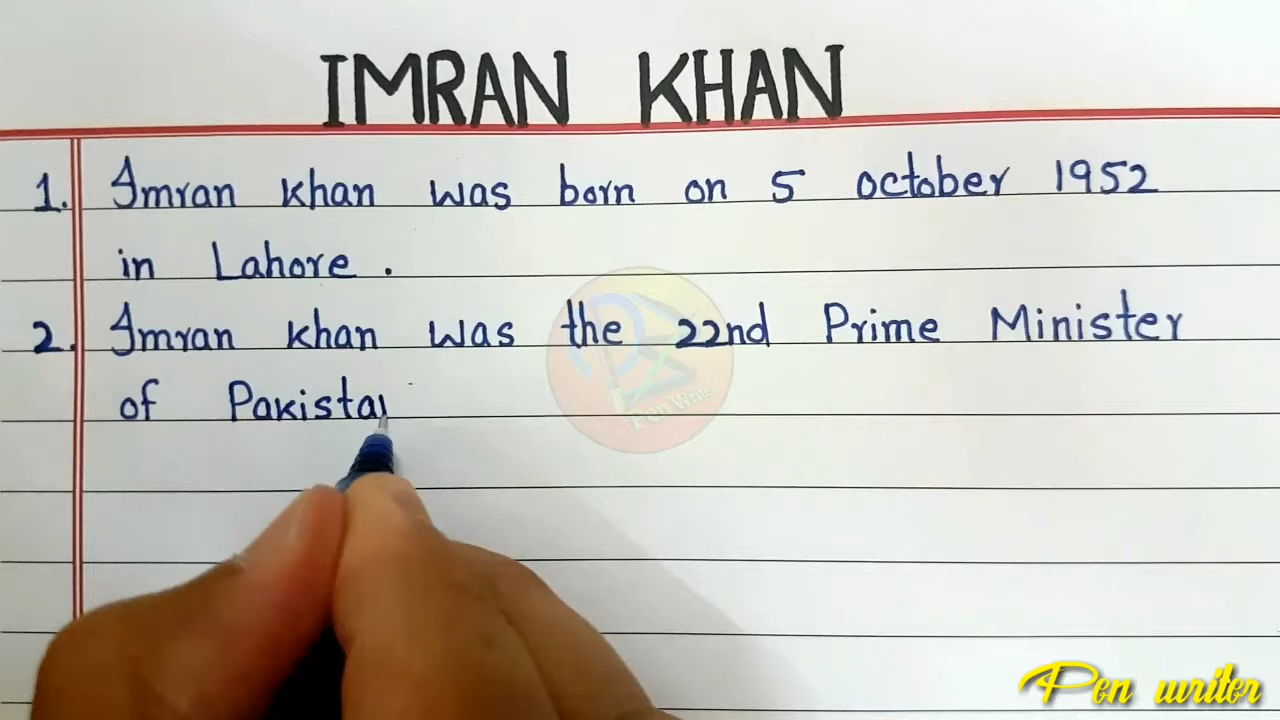 IMRAN KHAN
1. Imran khan was born on 5 october 1952
in Lahore.
2. Imran khan was the 22nd Prime Minister
of Pakista
Pen writer